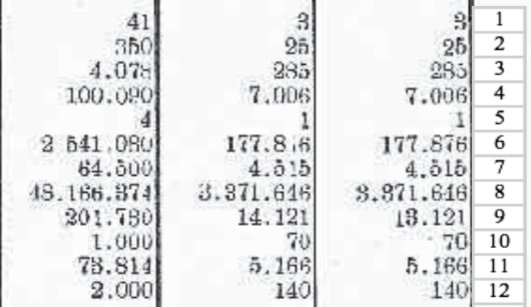 41 3 3 1
350 25 25 2
4.078 285 285 3
100.090 7.006 7.006 4
4 1 1 5
2 541.080 177.876 177.876 6
64.500 4.515 4.515 7
48.166.374 3.371.646 3.371.646 8
201.730 14.121 13.121 9
1.000 70 70 10
73.814 5.166 5.166 11
2.000 140 140 12